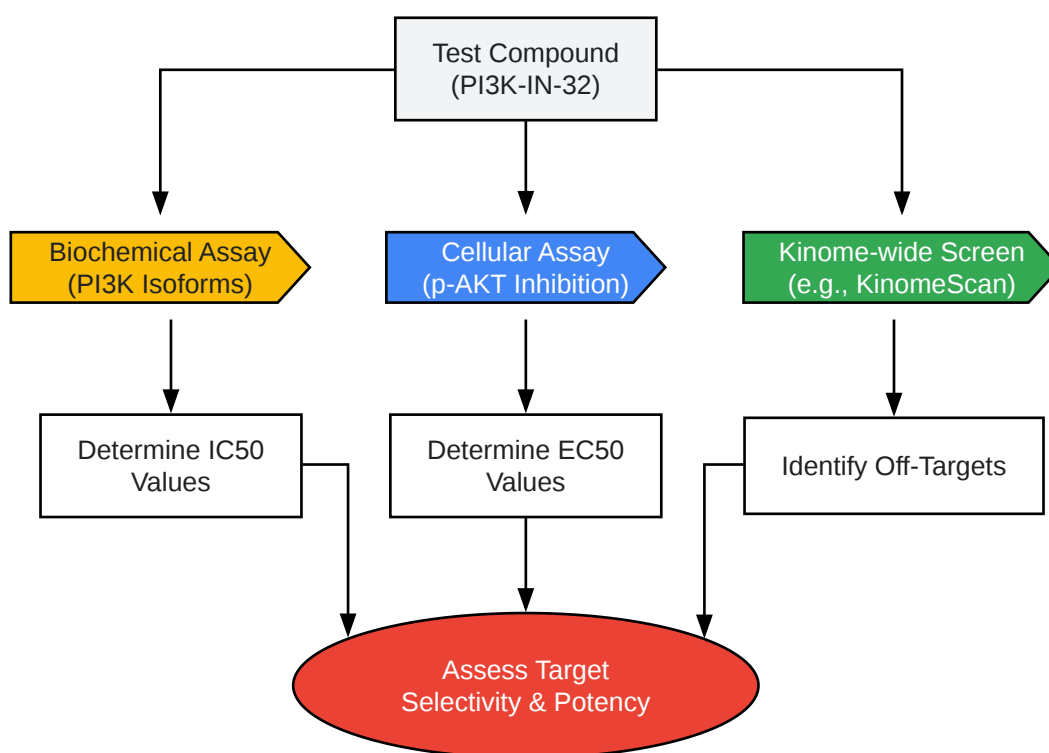 Test Compound
(PI3K-IN-32)
Biochemical Assay
(PI3K Isoforms)
Cellular Assay
(p-AKT Inhibition)
Kinome-wide Screen
(e.g., KinomeScan)
Determine IC50
Values
Determine EC50
Values
Identify Off-Targets
Assess Target
Selectivity & Potency